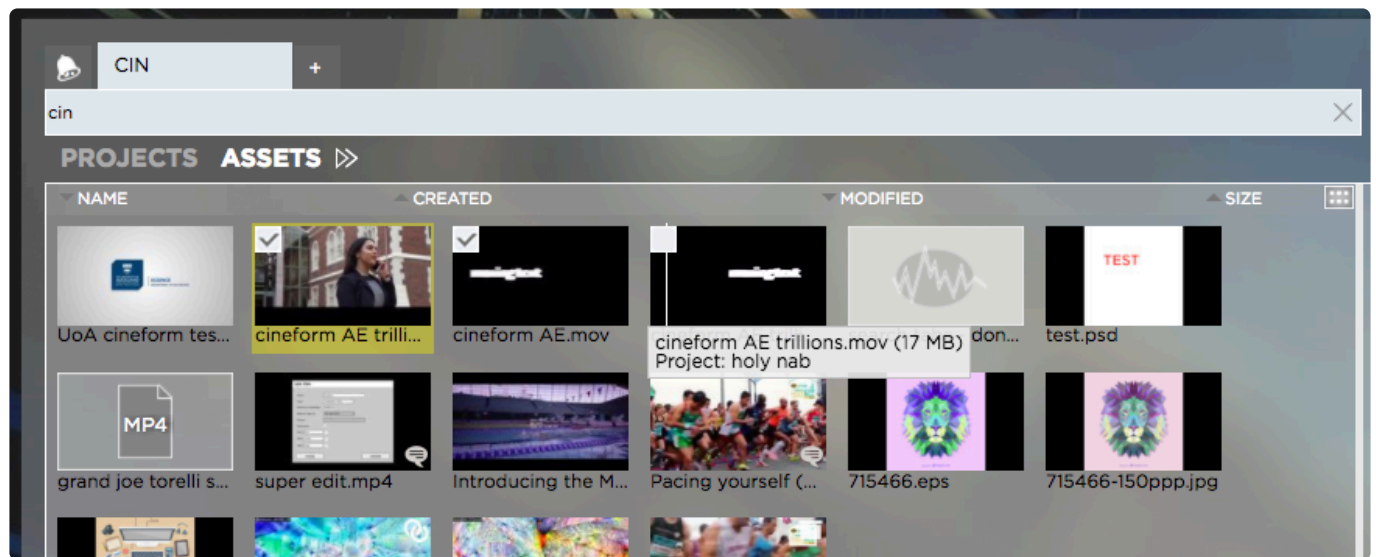 CIN
+
cin
PROJECTS ASSETS
NAME CREATED MODIFIED SIZE
TEST
UoA cineform tes... cineform AE trilli... cineform AE.mov don... test.psd
cineform AE trillions.mov (17 MB)
Project: holy nab
MP4
grand joe torelli s... super edit.mp4 Introducing the M... Pacing yourself (... 715466.eps 715466-150ppp.jpg